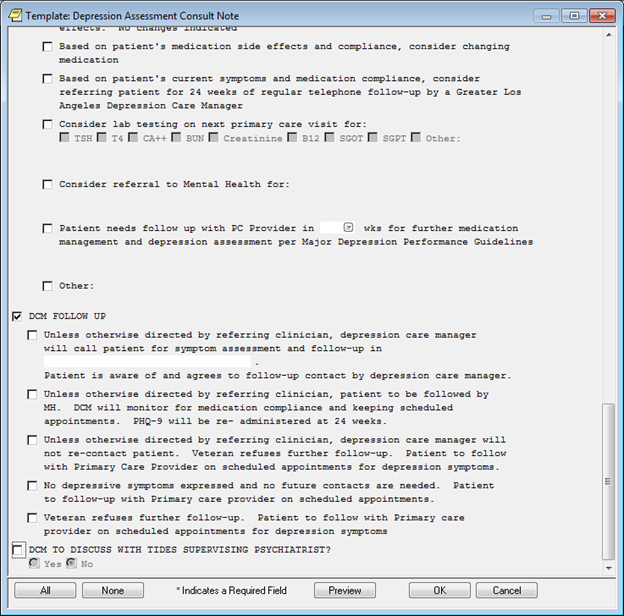 Template: Depression Assessment Consult Note
effects.  No changes indicated
Based on patient's medication side effects and compliance, consider changing
medication
Based on patient's current symptoms and medication compliance, consider
referring patient for 24 weeks of regular telephone follow-up by a Greater Los
Angeles Depression Care Manager
Consider lab testing on next primary care visit for:
TSH T4 CA++ BUN Creatinine B12 SGOT SGPT Other:
Consider referral to Mental Health for:
Patient needs follow up with PC Provider in wks for further medication
management and depression assessment per Major Depression Performance Guidelines
Other:
DCM FOLLOW UP
Unless otherwise directed by referring clinician, depression care manager
will call patient for symptom assessment and follow-up in
.
Patient is aware of and agrees to follow-up contact by depression care manager.
Unless otherwise directed by referring clinician, patient to be followed by
MH.  DCM will monitor for medication compliance and keeping scheduled
appointments.  PHQ-9 will be re- administered at 24 weeks.
Unless otherwise directed by referring clinician, depression care manager will
not re-contact patient.  Veteran refuses further follow-up.  Patient to follow
with Primary Care Provider on scheduled appointments for depression symptoms.
No depressive symptoms expressed and no future contacts are needed.  Patient
to follow-up with Primary care provider on scheduled appointments.
Veteran refuses further follow-up.  Patient to follow with Primary care
provider on scheduled appointments for depression symptoms
DCM TO DISCUSS WITH TIDES SUPERVISING PSYCHIATRIST?
Yes No
All None * Indicates a Required Field Preview OK Cancel